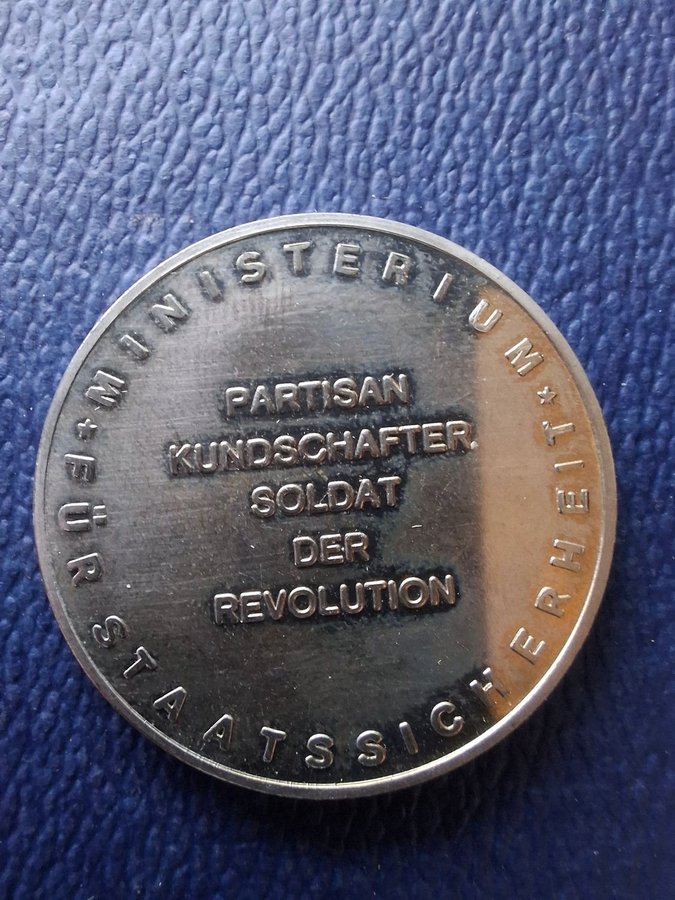 ★ MINISTERIUM ★
FÜR STAATSSICHERHEIT
PARTISAN
KUNDSCHAFTER.
SOLDAT
DER
REVOLUTION